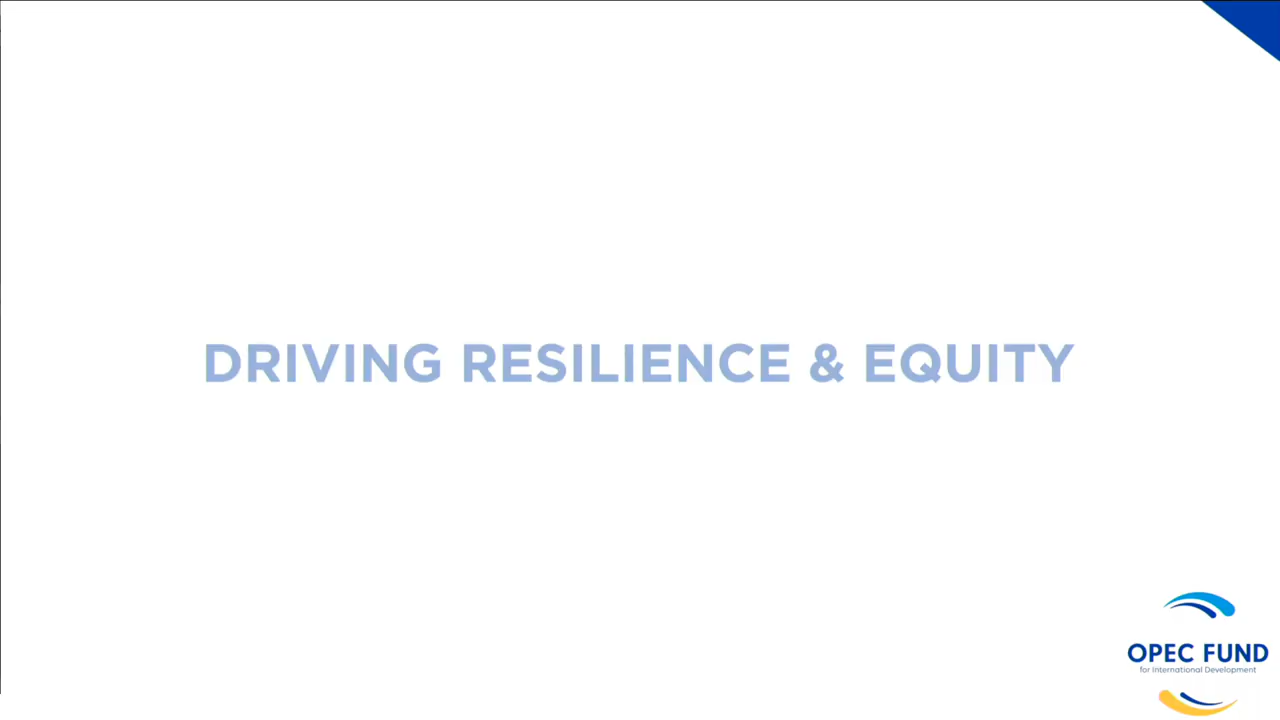 DRIVING RESILIENCE & EQUITY
OPEC FUND
for International Development